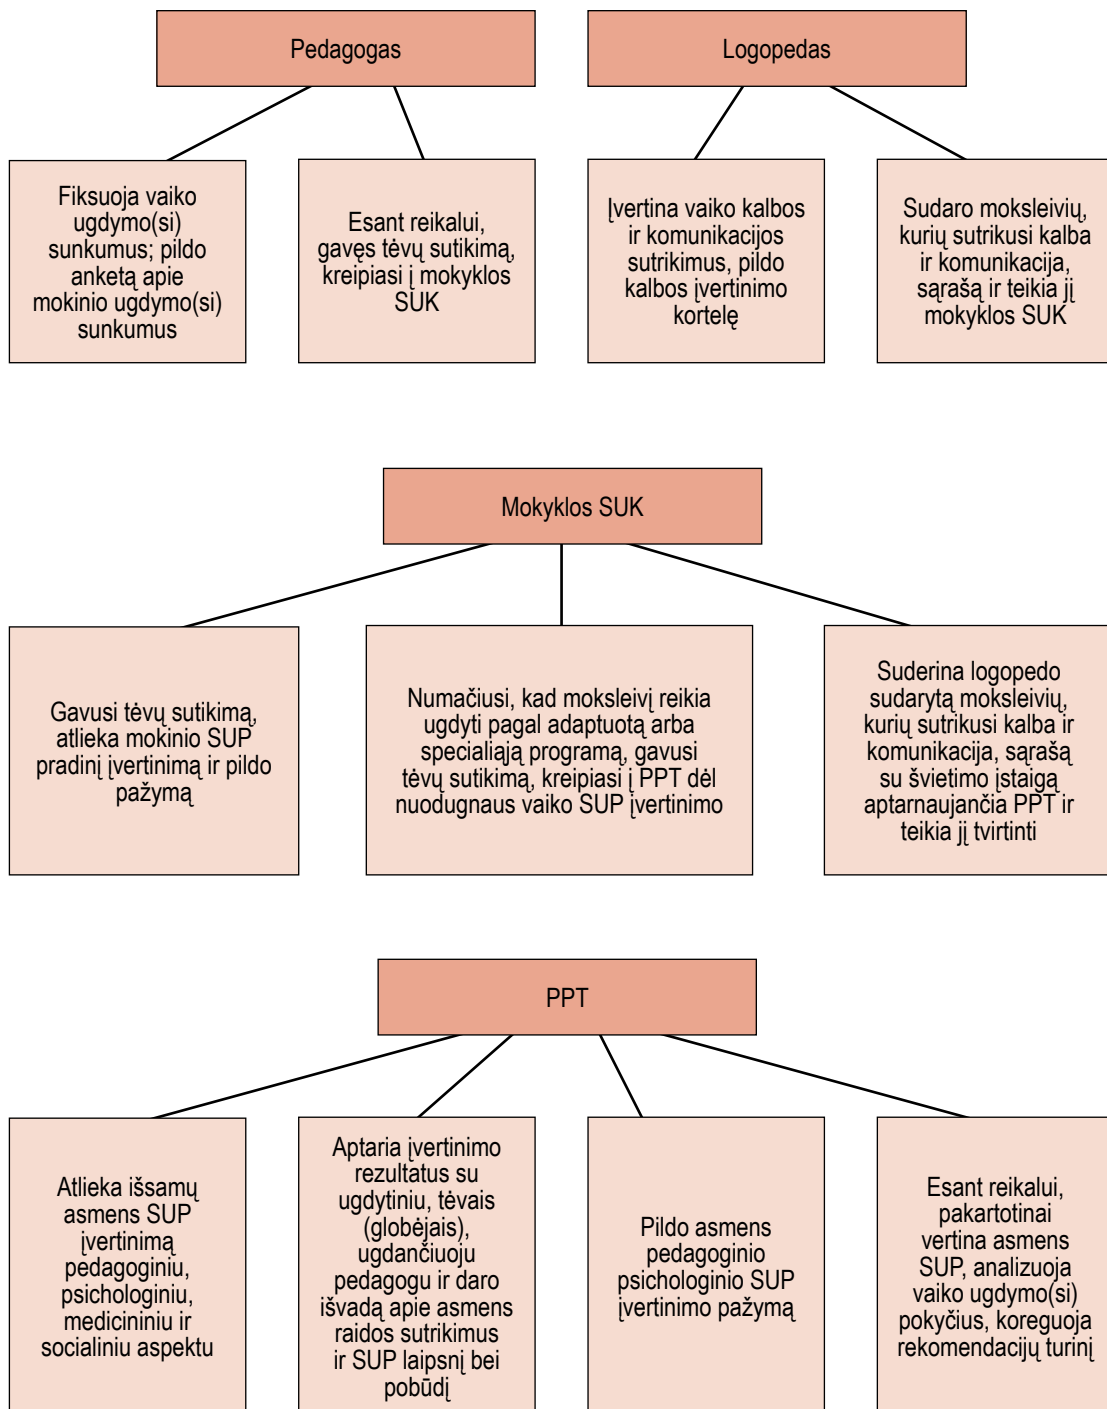 Pedagogas
Logopedas
Fiksuoja vaiko
ugdymo(si)
sunkumus; pildo
anketą apie
mokinio ugdymo(si)
sunkumus
Esant reikalui,
gavęs tėvų sutikimą,
kreipiasi į mokyklos
SUK
Įvertina vaiko kalbos
ir komunikacijos
sutrikimus, pildo
kalbos įvertinimo
kortelę
Sudaro moksleivių,
kurių sutrikusi kalba
ir komunikacija,
sąrašą ir teikia jį
mokyklos SUK
Mokyklos SUK
Gavusi tėvų sutikimą,
atlieka mokinio SUP
pradinį įvertinimą ir pildo
pažymą
Numačiusi, kad moksleivį reikia
ugdyti pagal adaptuotą arba
specialiąją programą, gavusi
tėvų sutikimą, kreipiasi į PPT dėl
nuodugnaus vaiko SUP įvertinimo
Suderina logopedo
sudarytą moksleivių,
kurių sutrikusi kalba ir
komunikacija, sąrašą
su švietimo įstaigą
aptarnaujančia PPT ir
teikia jį tvirtinti
PPT
Atlieka išsamų
asmens SUP
įvertinimą
pedagoginiu,
psichologiniu,
medicininiu ir
socialiniu aspektu
Aptaria įvertinimo
rezultatus su
ugdytiniu, tėvais
(globėjais),
ugdančiuoju
pedagogu ir daro
išvadą apie asmens
raidos sutrikimus
ir SUP laipsnį bei
pobūdį
Pildo asmens
pedagoginio
psichologinio SUP
įvertinimo pažymą
Esant reikalui,
pakartotinai
vertina asmens
SUP, analizuoja
vaiko ugdymo(si)
pokyčius, koreguoja
rekomendacijų turinį